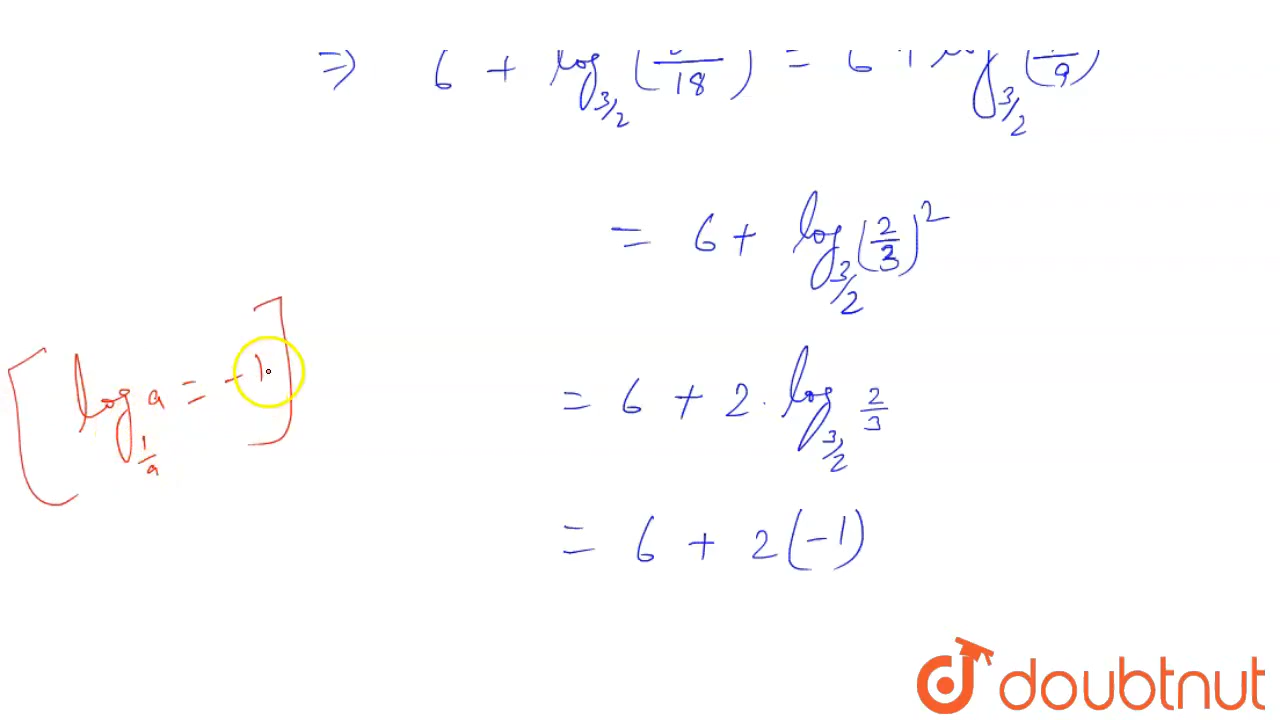 ⇒ 6 + log_{3/2} ( /18) = 6 + log_{3/2} ( /9)
= 6 + log_{3/2} (2/3)^2
[log_{1/a} a = -1]
= 6 + 2 . log_{3/2} 2/3
= 6 + 2(-1)
doubtnut